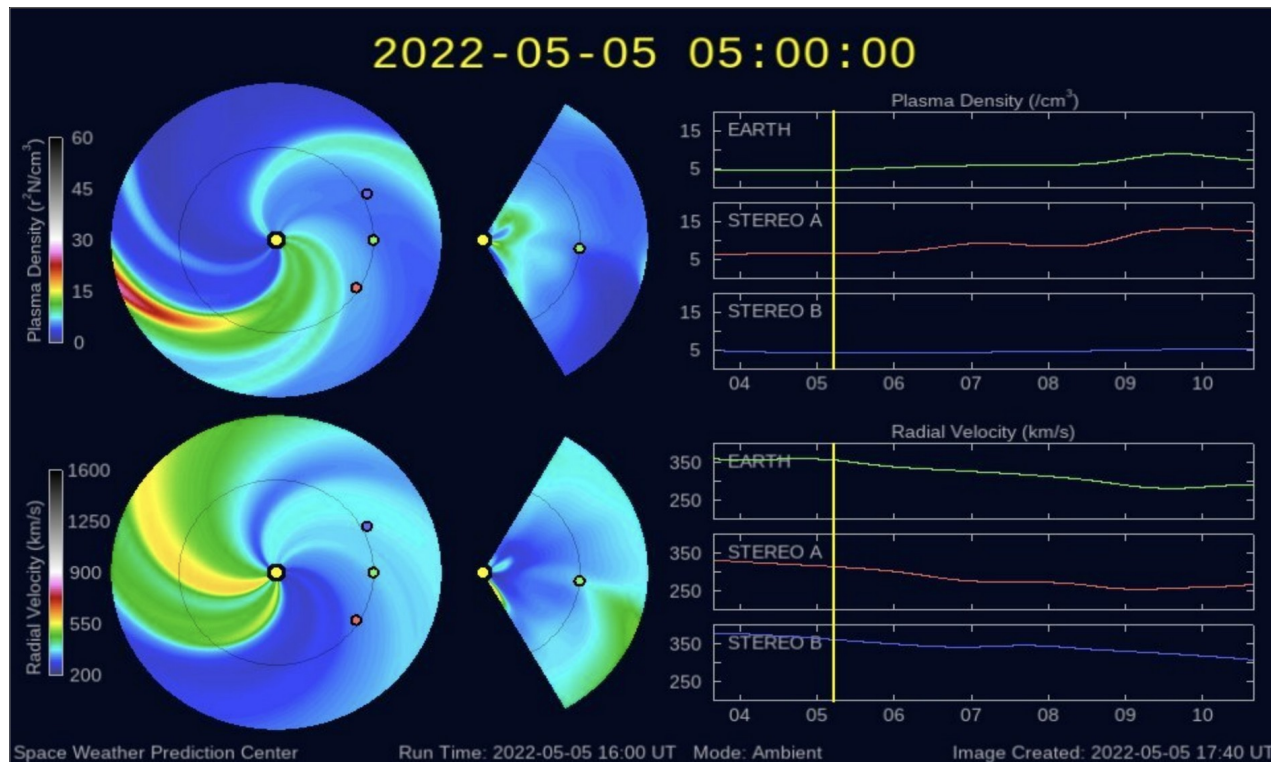 2022-05-05 05:00:00
Plasma Density (r²N/cm³)
60
45
30
15
0
Plasma Density (/cm³)
15
5
EARTH
15
5
STEREO A
15
5
STEREO B
04 05 06 07 08 09 10
Radial Velocity (km/s)
1600
1250
900
550
200
Radial Velocity (km/s)
350
250
EARTH
350
250
STEREO A
350
250
STEREO B
04 05 06 07 08 09 10
Space Weather Prediction Center Run Time: 2022-05-05 16:00 UT Mode: Ambient Image Created: 2022-05-05 17:40 UT